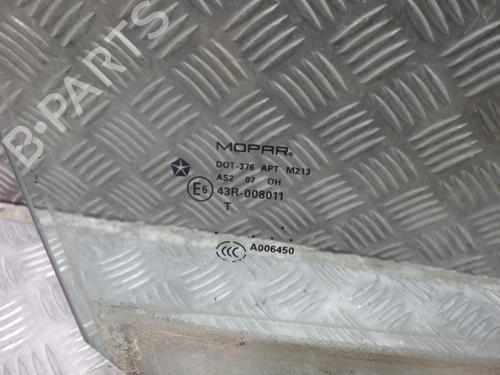 B-PARTS
MOPAR®
DOT-376 APT M213
AS2 07 OH
E6 43R-008011
T
CCC A006450